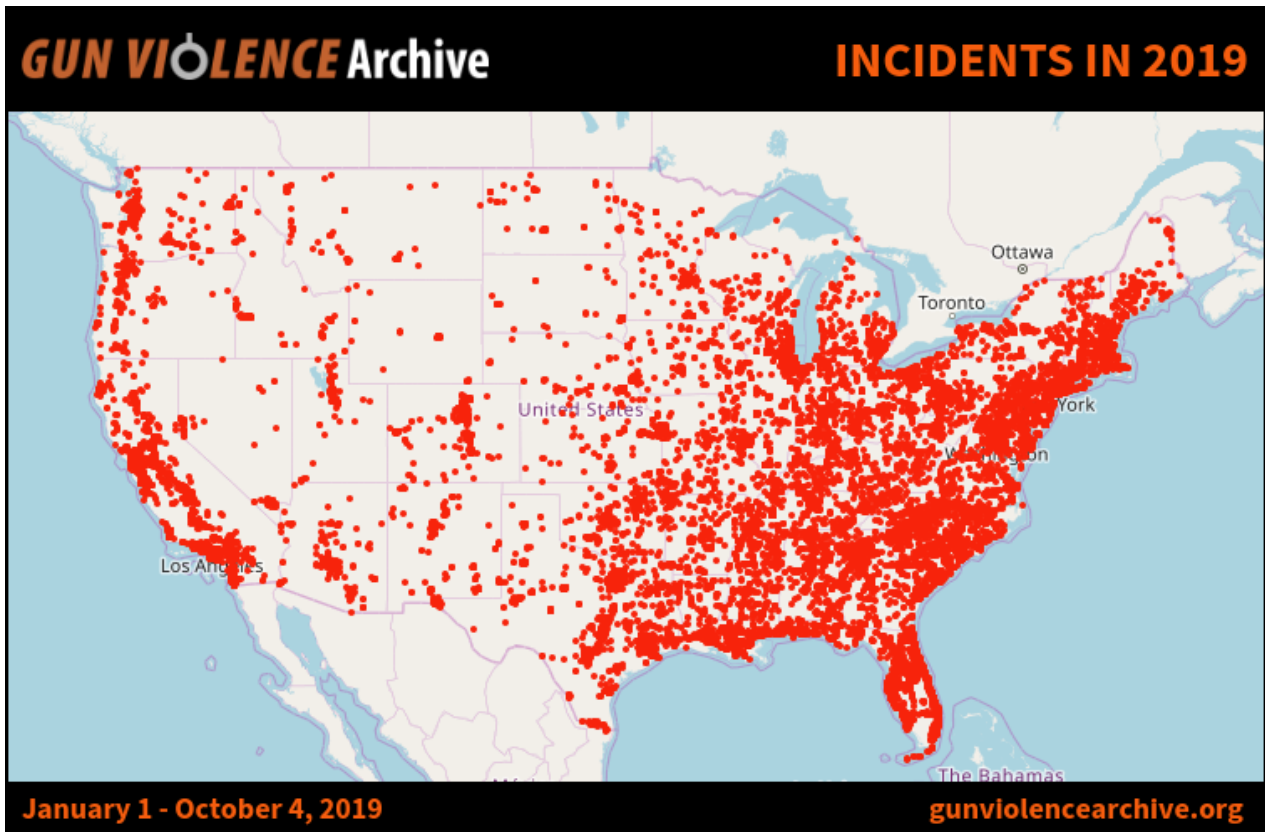 GUN VIOLENCE Archive
INCIDENTS IN 2019
Ottawa
Toronto
United States
York
Washington
Los Angeles
The Bahamas
January 1 - October 4, 2019
gunviolencearchive.org